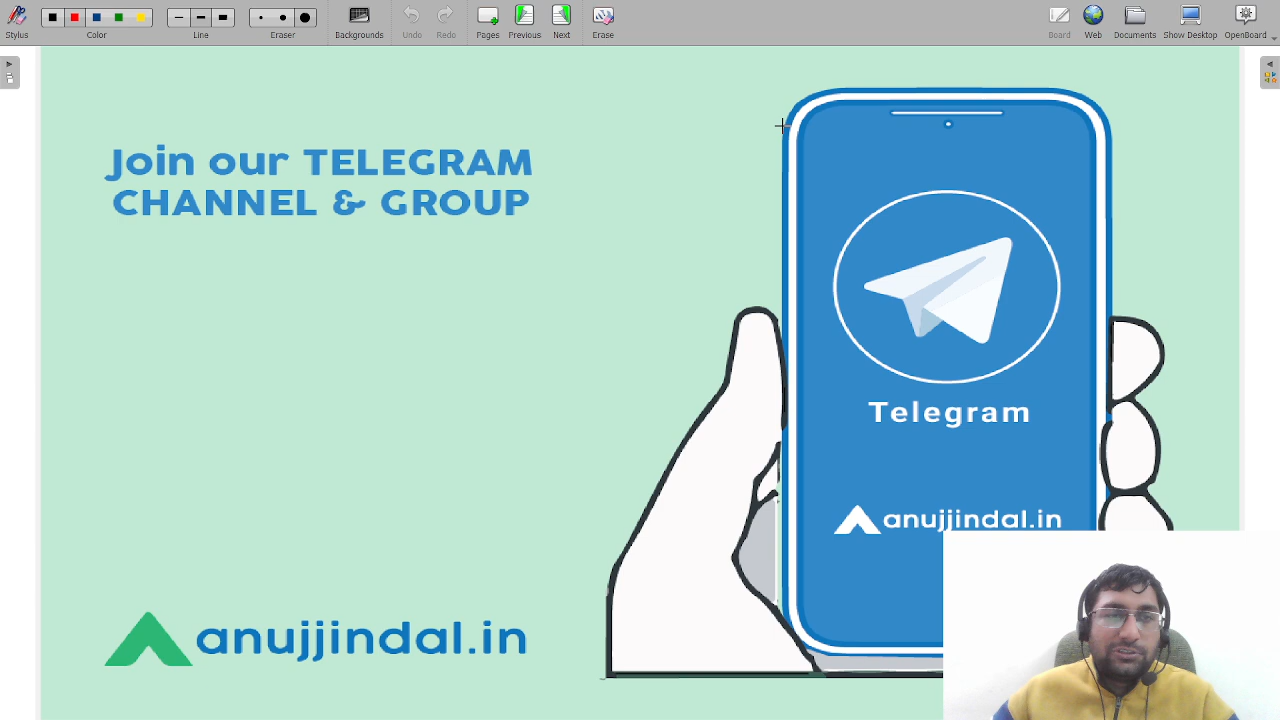 Stylus
Color
Line
Eraser
Backgrounds
Undo
Redo
Pages
Previous
Next
Erase
Board
Web
Documents
Show Desktop
OpenBoard
Join our TELEGRAM
CHANNEL & GROUP
Telegram
anujjindal.in
anujjindal.in